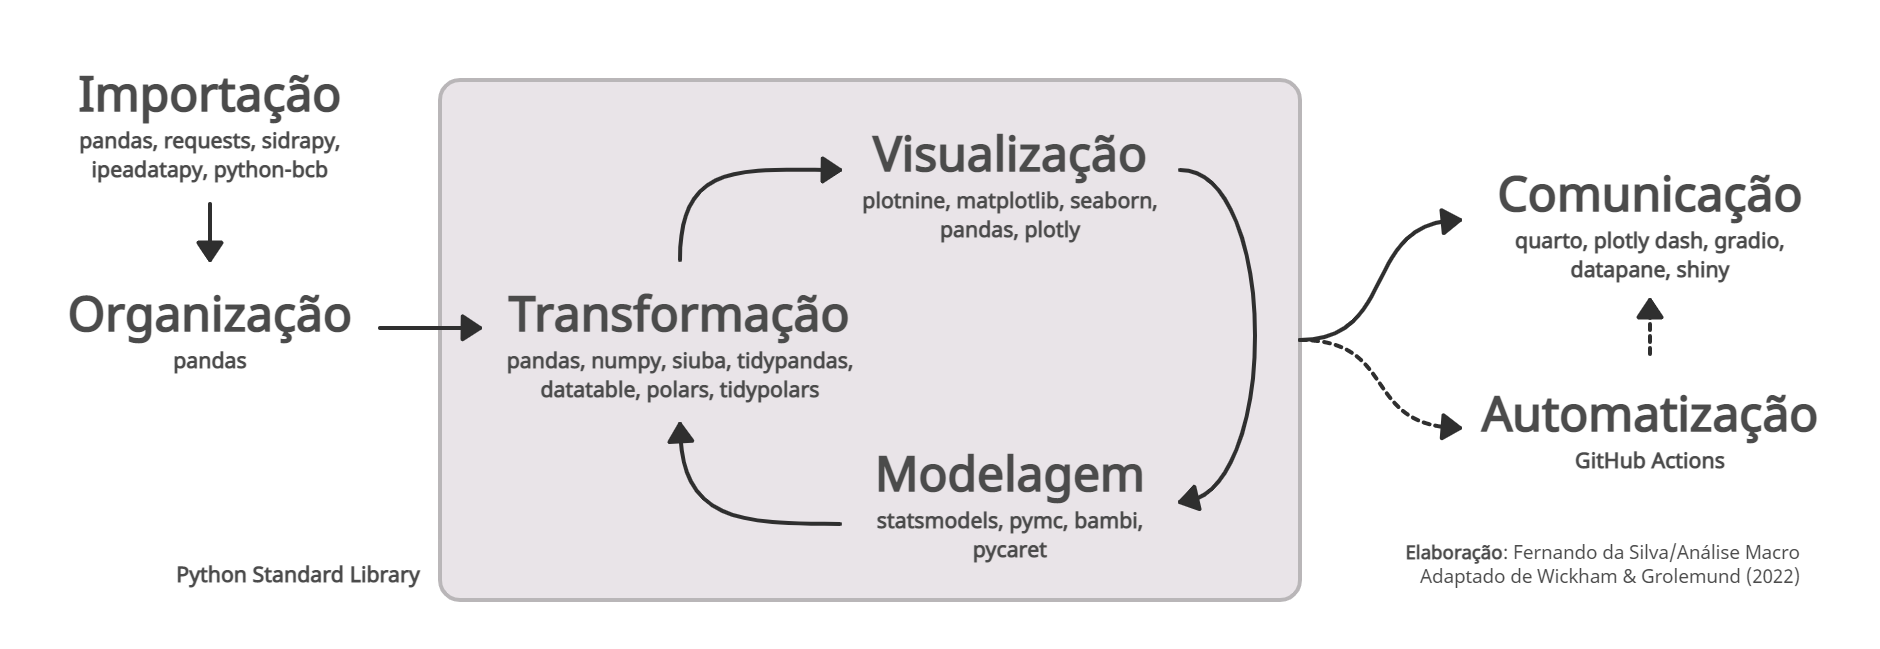 Importação
pandas, requests, sidrapy,
ipeadatapy, python-bcb
Organização
pandas
Transformação
pandas, numpy, siuba, tidypandas,
datatable, polars, tidypolars
Visualização
plotnine, matplotlib, seaborn,
pandas, plotly
Modelagem
statsmodels, pymc, bambi,
pycaret
Comunicação
quarto, plotly dash, gradio,
datapane, shiny
Automatização
GitHub Actions
Python Standard Library
Elaboração: Fernando da Silva/Análise Macro
Adaptado de Wickham & Grolemund (2022)